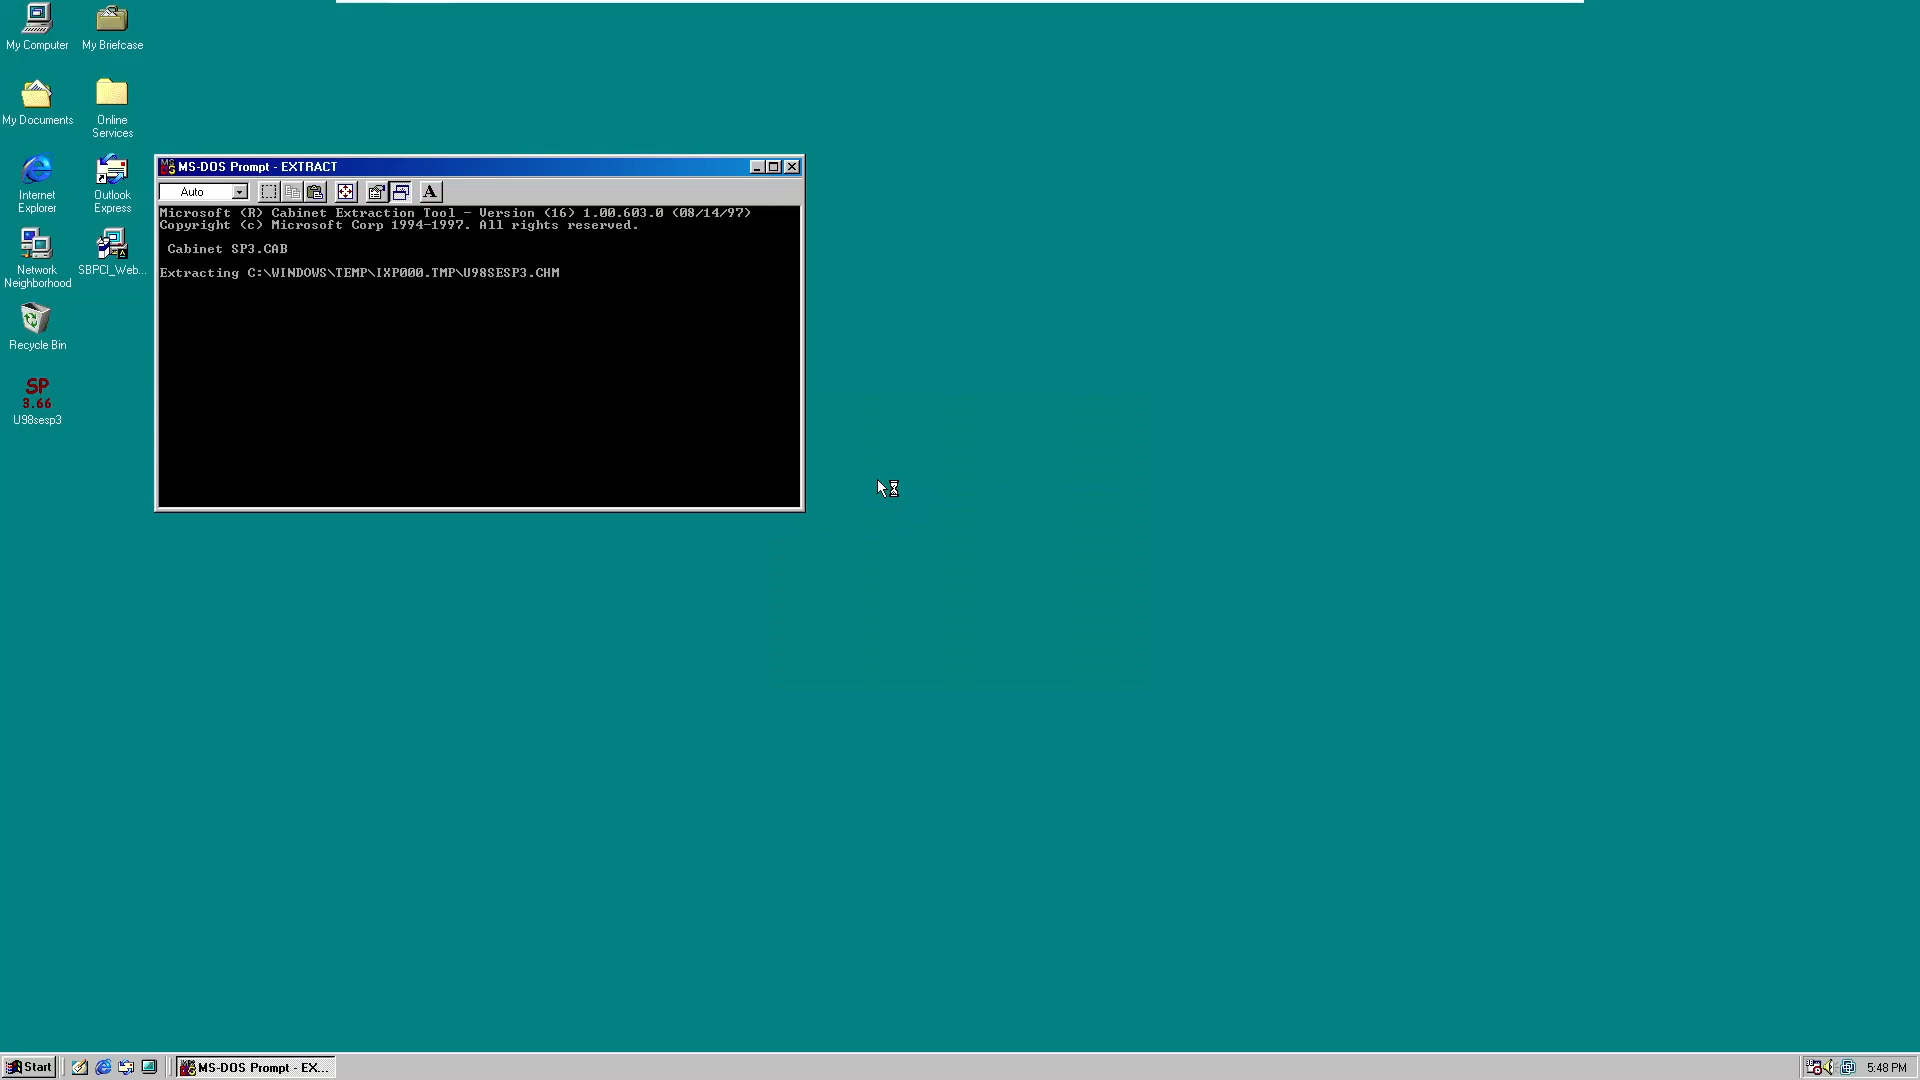 My Computer
My Briefcase
My Documents
Online
Services
Internet
Explorer
Outlook
Express
Network
Neighborhood
SBPCI_Web...
Recycle Bin
SP
3.66
U98sesp3
MS-DOS Prompt - EXTRACT
Auto
A
Microsoft (R) Cabinet Extraction Tool - Version (16) 1.00.603.0 (08/14/97)
Copyright (c) Microsoft Corp 1994-1997. All rights reserved.
Cabinet SP3.CAB
Extracting C:\WINDOWS\TEMP\IXP000.TMP\U98SESP3.CHM
Start
MS-DOS Prompt - EX...
5:48 PM